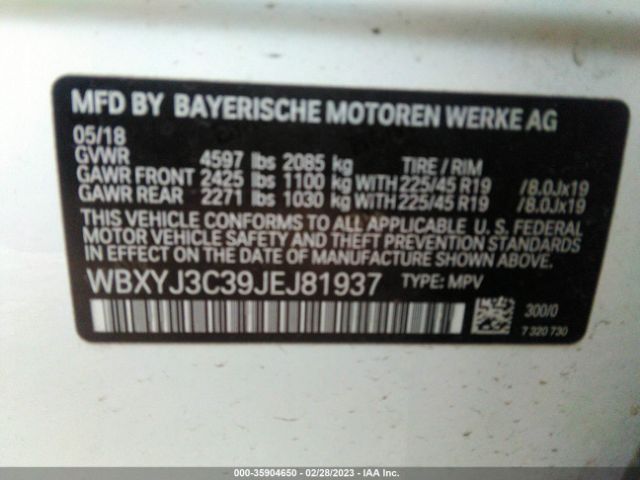 MFD BY BAYERISCHE MOTOREN WERKE AG
05/18
GVWR 4597 lbs 2085 kg TIRE / RIM
GAWR FRONT 2425 lbs 1100 kg WITH 225/45 R19 /8.0Jx19
GAWR REAR 2271 lbs 1030 kg WITH 225/45 R19 /8.0Jx19
THIS VEHICLE CONFORMS TO ALL APPLICABLE U. S. FEDERAL
MOTOR VEHICLE SAFETY, BUMPER, AND THEFT PREVENTION STANDARDS
IN EFFECT ON THE DATE OF MANUFACTURE SHOWN ABOVE.
WBXYJ3C39JEJ81937 TYPE: MPV
300/0
7 320 730
000-35904650 / 02/28/2023 - IAA Inc.